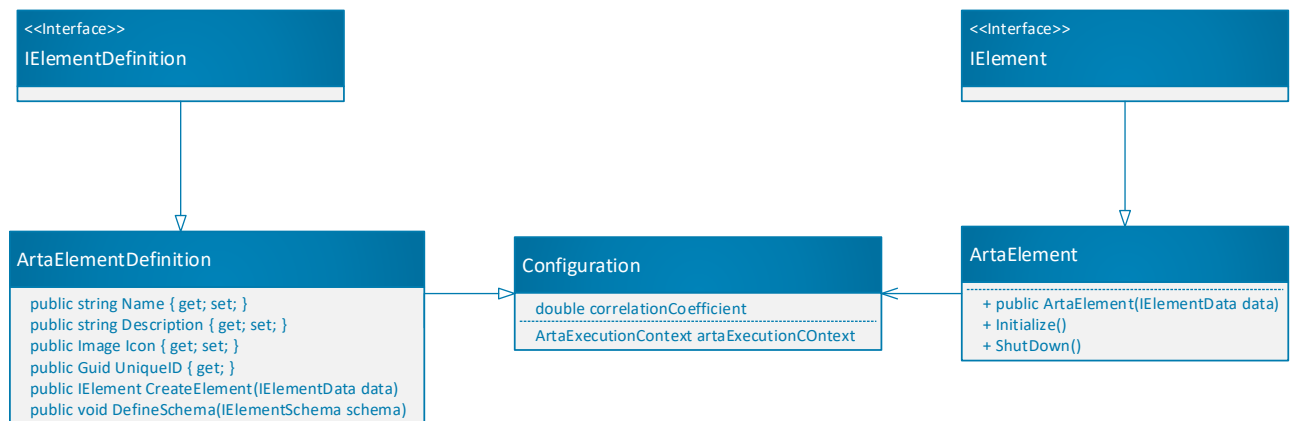 <<Interface>>
IElementDefinition
<<Interface>>
IElement
ArtaElementDefinition
public string Name { get; set; }
public string Description { get; set; }
public Image Icon { get; set; }
public Guid UniqueID { get; }
public IElement CreateElement(IElementData data)
public void DefineSchema(IElementSchema schema)
Configuration
double correlationCoefficient
ArtaExecutionContext artaExecutionCOntext
ArtaElement
+ public ArtaElement(IElementData data)
+ Initialize()
+ ShutDown()